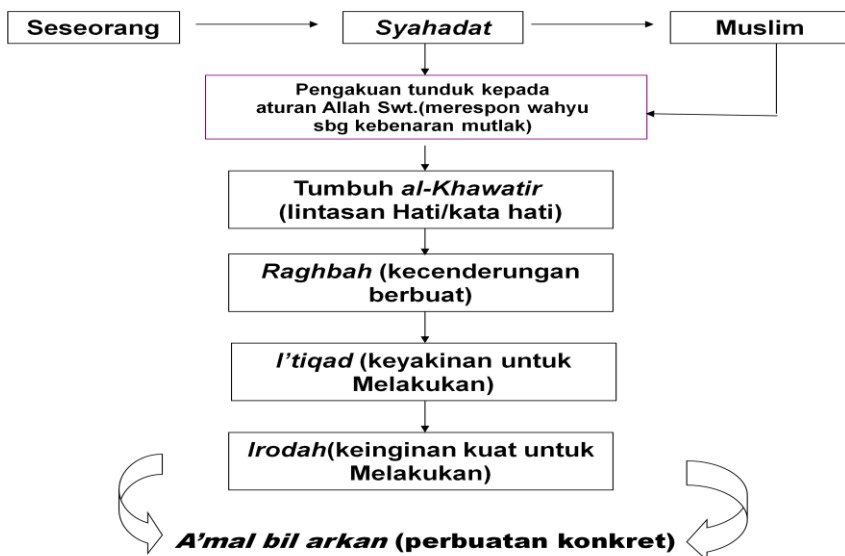 Seseorang
Syahadat
Muslim
Pengakuan tunduk kepada
aturan Allah Swt.(merespon wahyu
sbg kebenaran mutlak)
Tumbuh al-Khawatir
(lintasan Hati/kata hati)
Raghbah (kecenderungan
berbuat)
I’tiqad (keyakinan untuk
Melakukan)
Irodah(keinginan kuat untuk
Melakukan)
A’mal bil arkan (perbuatan konkret)